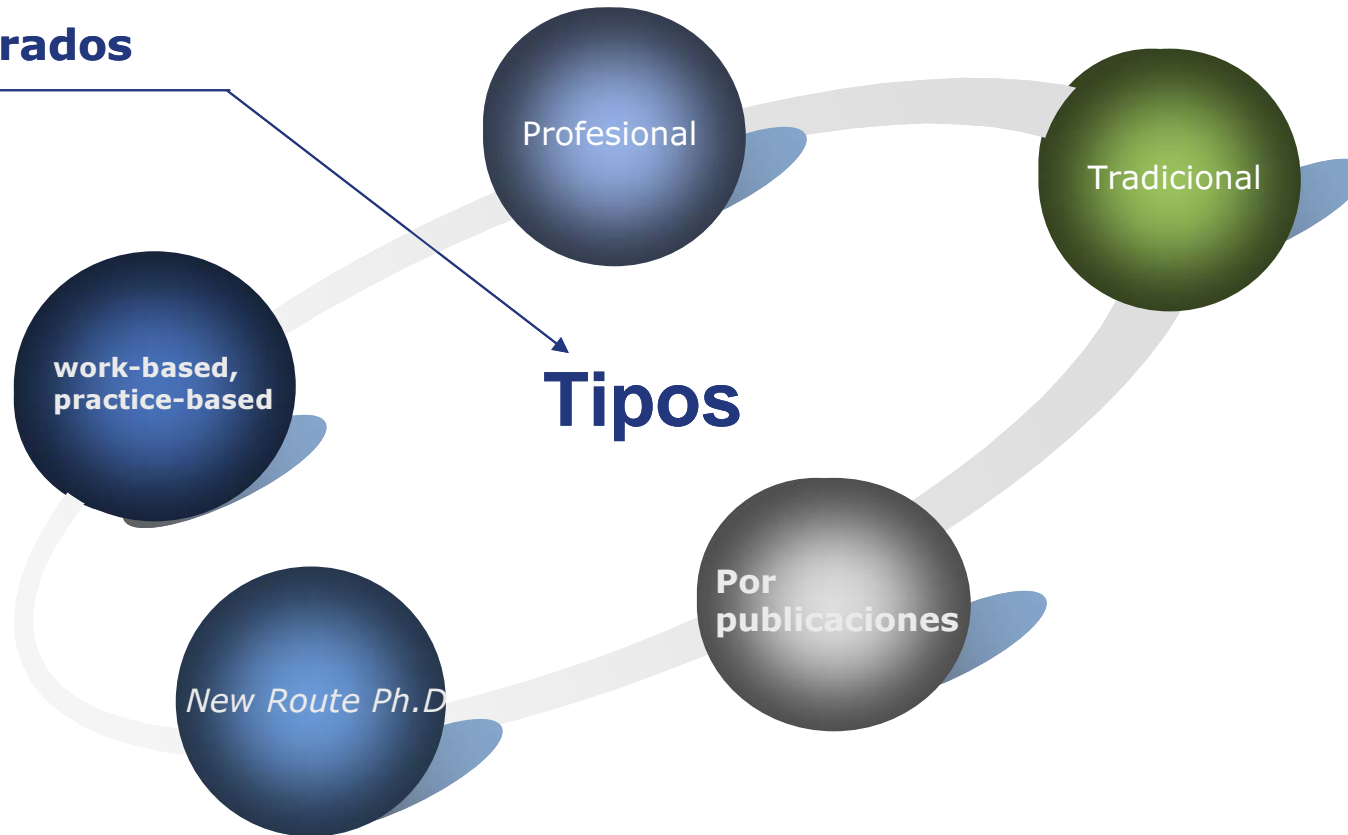 rados
Profesional
Tradicional
work-based,
practice-based
Tipos
Por
publicaciones
New Route Ph.D